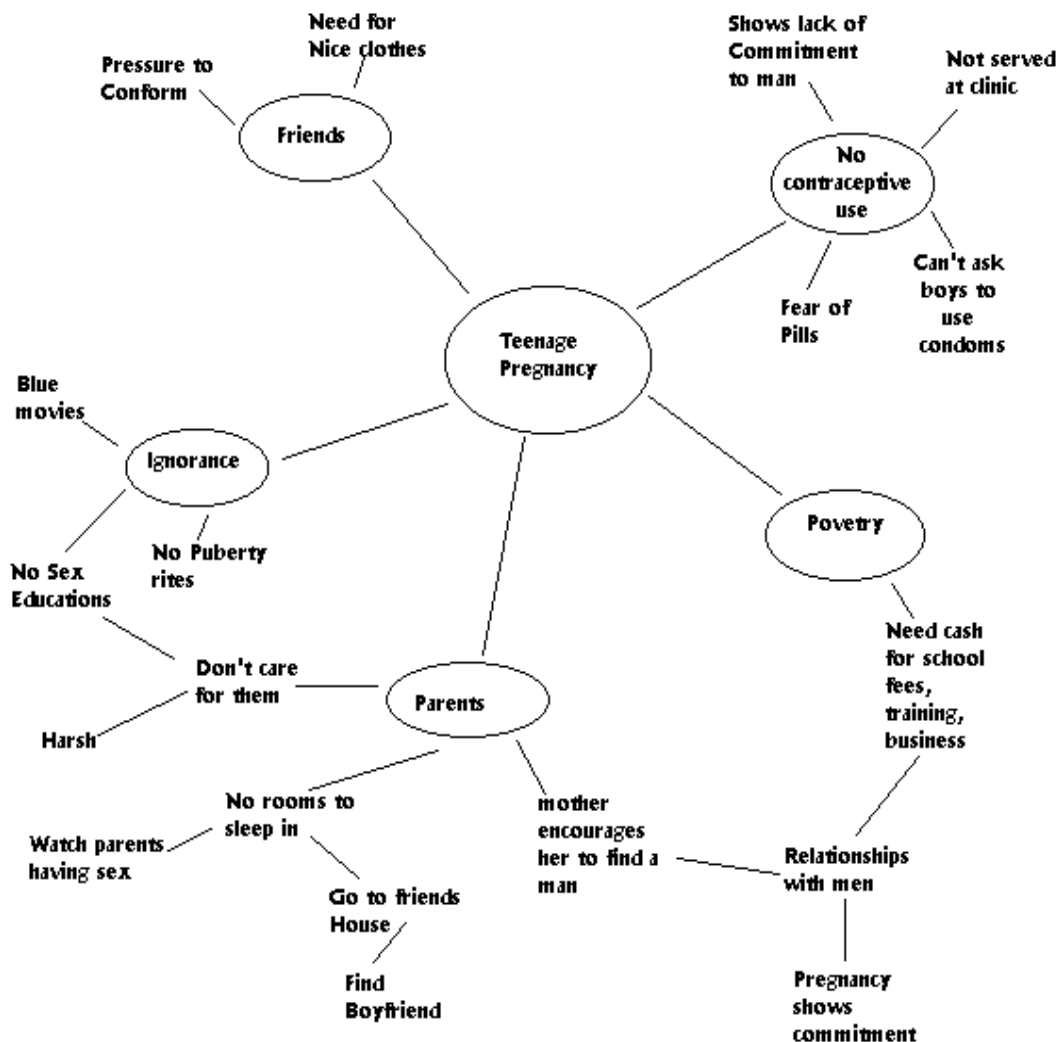 Need for
Nice clothes
Pressure to
Conform
Friends
Shows lack of
Commitment
to man
Not served
at clinic
No
contraceptive
use
Can't ask
boys to
use
condoms
Fear of
Pills
Teenage
Pregnancy
Blue
movies
Ignorance
No Puberty
rites
No Sex
Educations
Povetry
Need cash
for school
fees,
training,
business
Don't care
for them
Harsh
Parents
No rooms to
sleep in
Watch parents
having sex
Go to friends
House
Find
Boyfriend
mother
encourages
her to find a
man
Relationships
with men
Pregnancy
shows
commitment